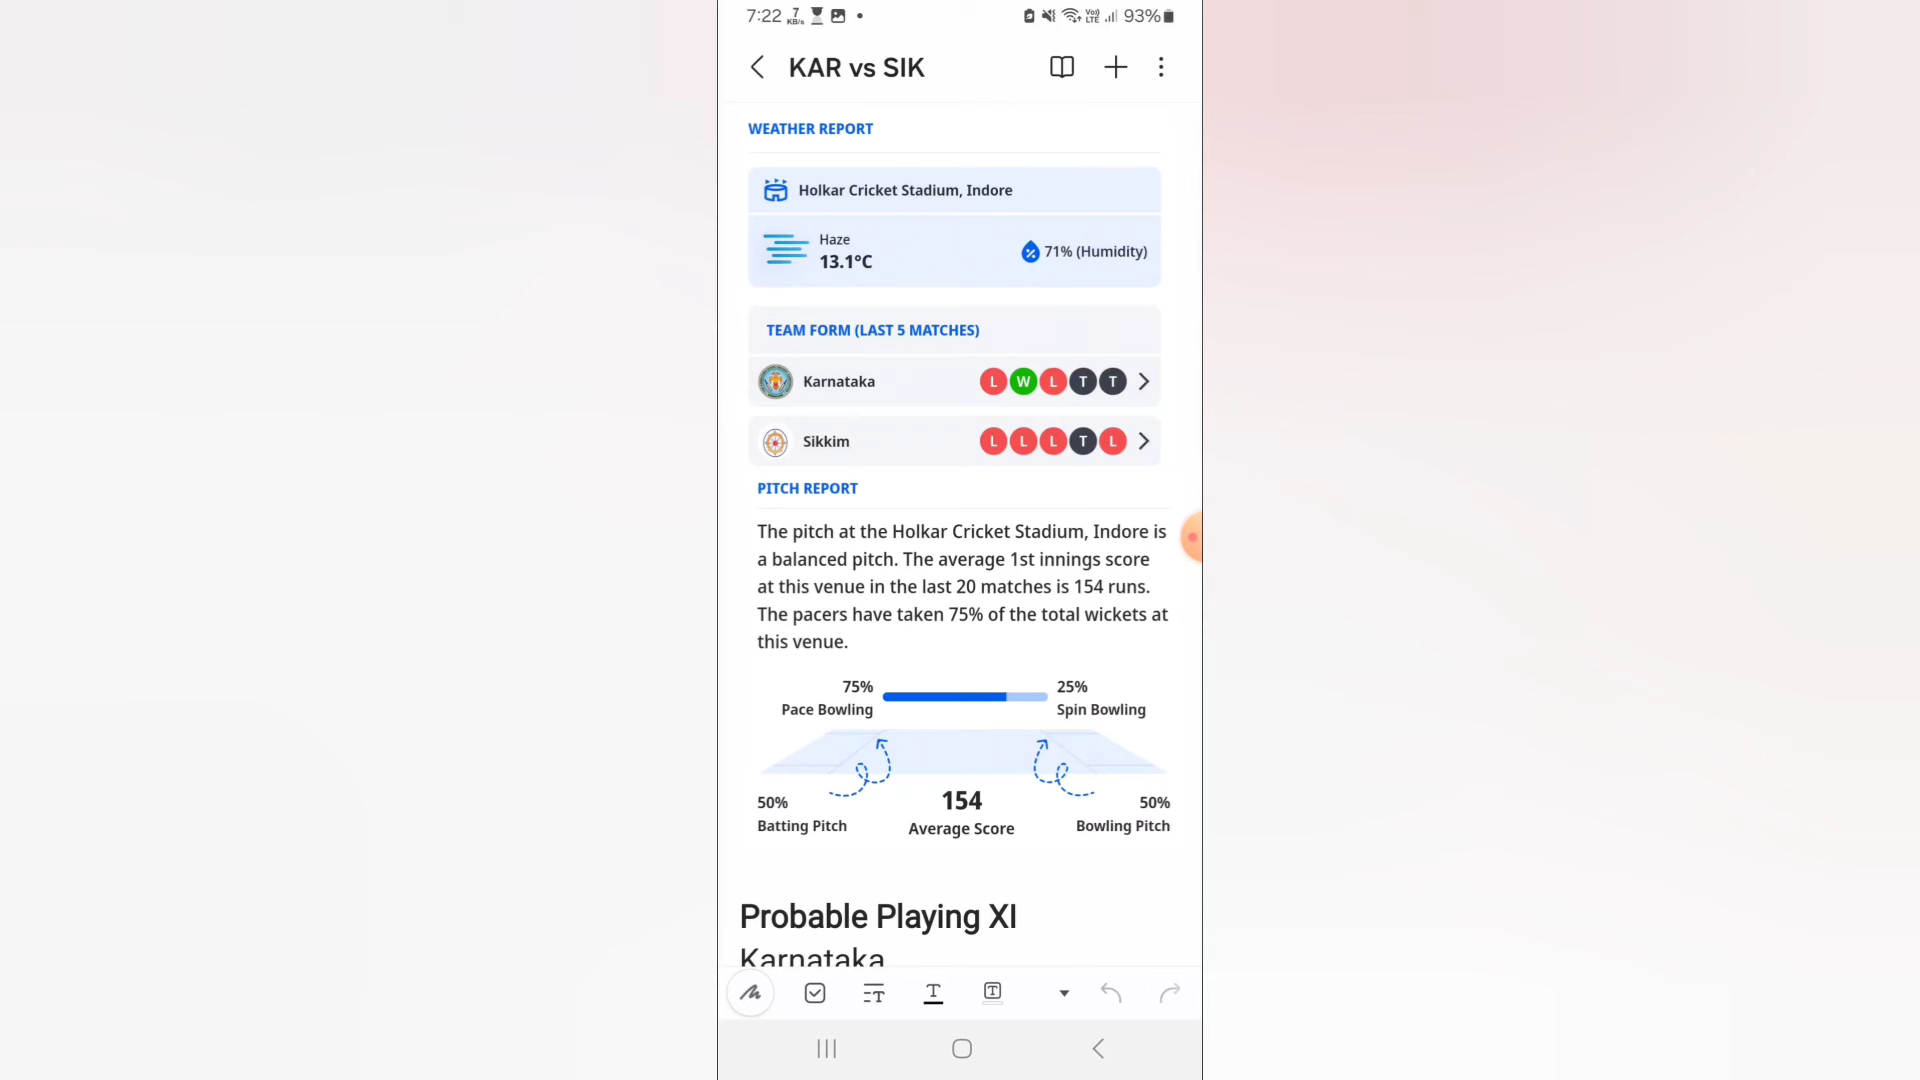 7:22 7 KB/s Vo) LTE 93%
KAR vs SIK
WEATHER REPORT
Holkar Cricket Stadium, Indore
Haze
13.1°C
71% (Humidity)
TEAM FORM (LAST 5 MATCHES)
Karnataka L W L T T
Sikkim L L L T L
PITCH REPORT
The pitch at the Holkar Cricket Stadium, Indore is
a balanced pitch. The average 1st innings score
at this venue in the last 20 matches is 154 runs.
The pacers have taken 75% of the total wickets at
this venue.
75% 25%
Pace Bowling Spin Bowling
50% 154 50%
Batting Pitch Average Score Bowling Pitch
Probable Playing XI
Karnataka